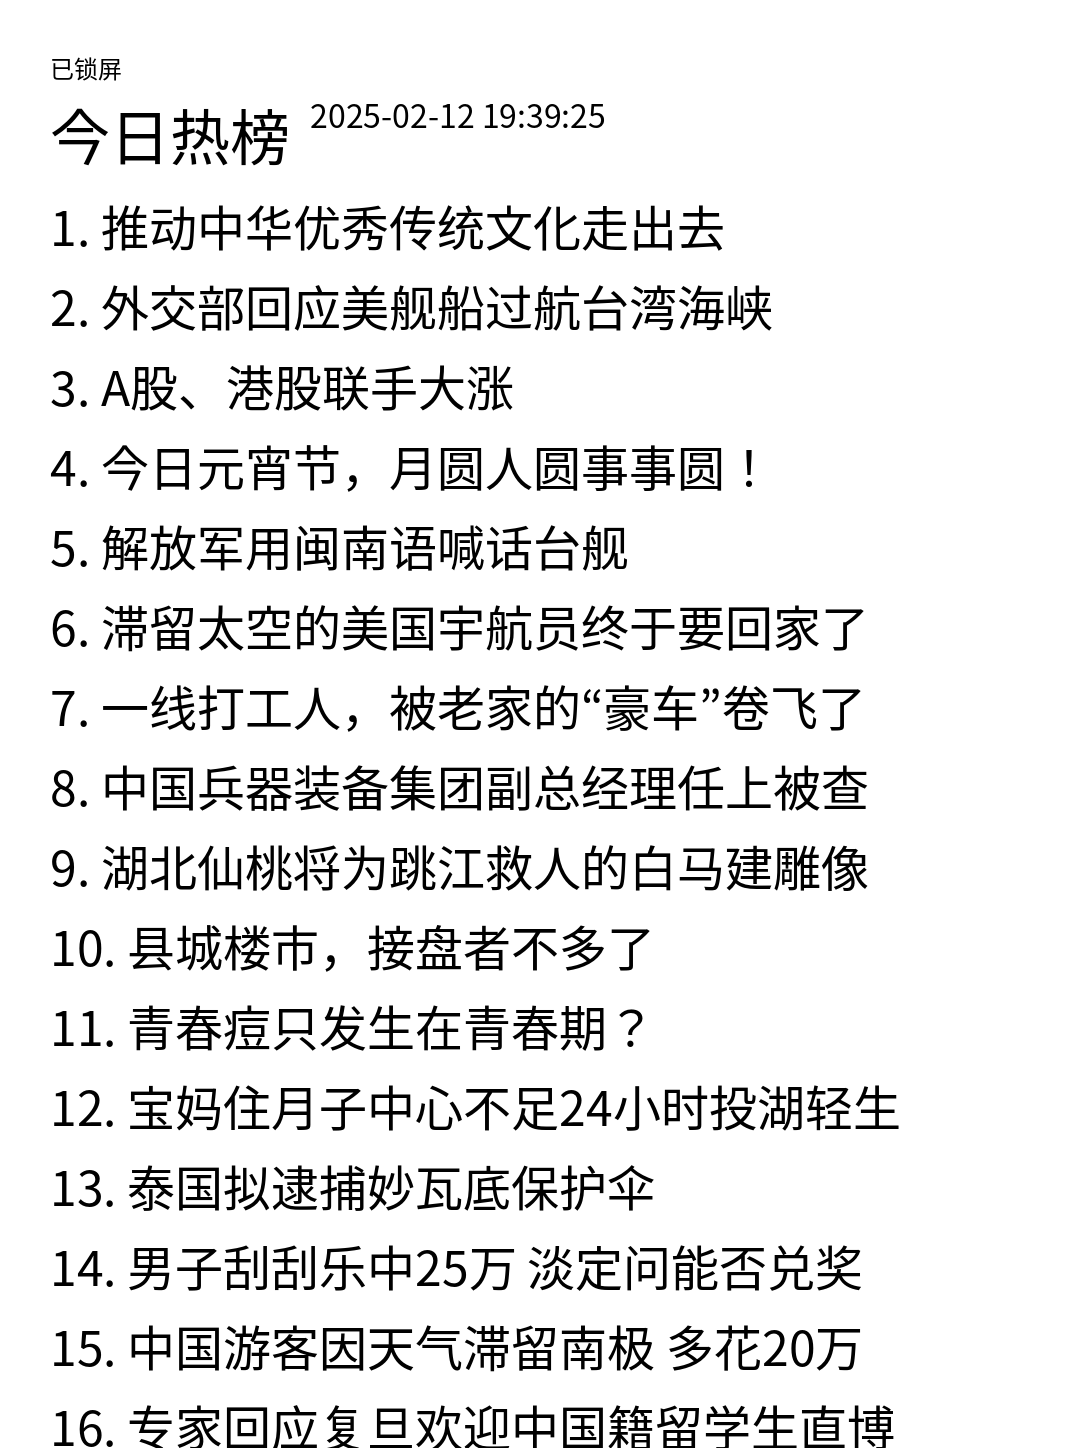 已锁屏
今日热榜 2025-02-12 19:39:25
1. 推动中华优秀传统文化走出去
2. 外交部回应美舰船过航台湾海峡
3. A股、港股联手大涨
4. 今日元宵节，月圆人圆事事圆！
5. 解放军用闽南语喊话台舰
6. 滞留太空的美国宇航员终于要回家了
7. 一线打工人，被老家的“豪车”卷飞了
8. 中国兵器装备集团副总经理任上被查
9. 湖北仙桃将为跳江救人的白马建雕像
10. 县城楼市，接盘者不多了
11. 青春痘只发生在青春期？
12. 宝妈住月子中心不足24小时投湖轻生
13. 泰国拟逮捕妙瓦底保护伞
14. 男子刮刮乐中25万 淡定问能否兑奖
15. 中国游客因天气滞留南极 多花20万
16. 专家回应复旦欢迎中国籍留学生直博